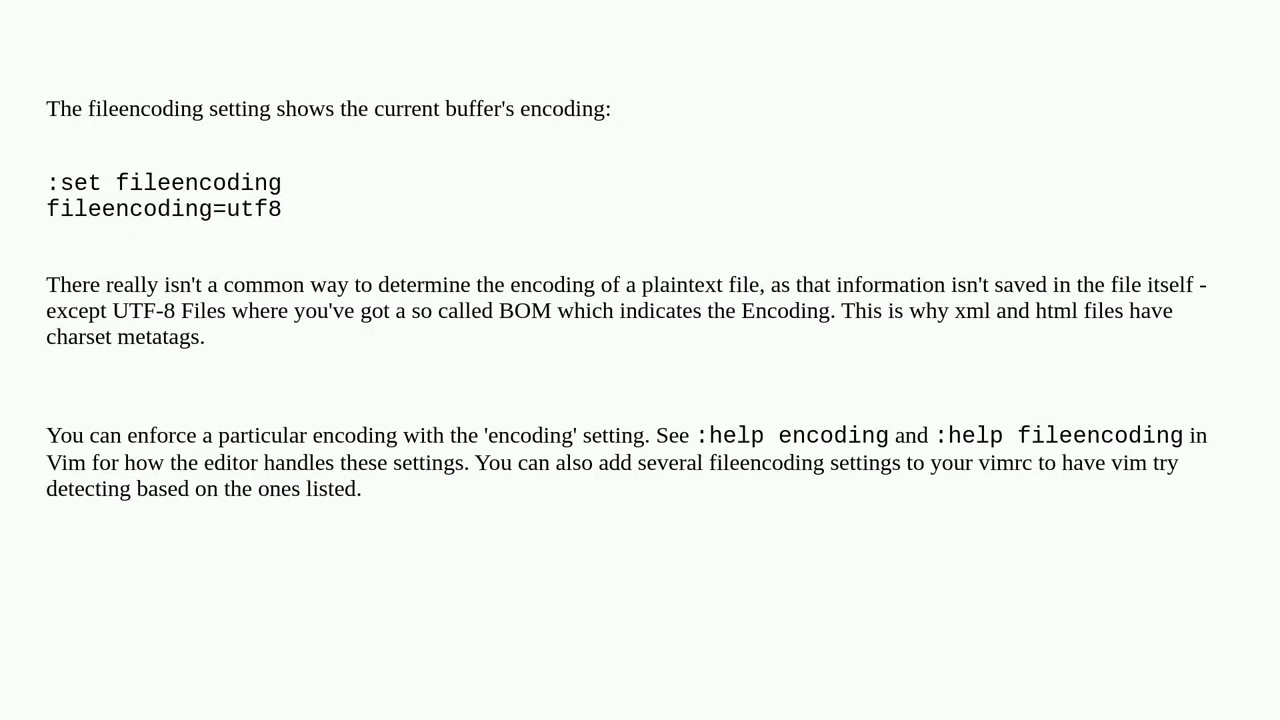 The fileencoding setting shows the current buffer's encoding:
:set fileencoding
fileencoding=utf8
There really isn't a common way to determine the encoding of a plaintext file, as that information isn't saved in the file itself -
except UTF-8 Files where you've got a so called BOM which indicates the Encoding. This is why xml and html files have
charset metatags.
You can enforce a particular encoding with the 'encoding' setting. See :help encoding and :help fileencoding in
Vim for how the editor handles these settings. You can also add several fileencoding settings to your vimrc to have vim try
detecting based on the ones listed.